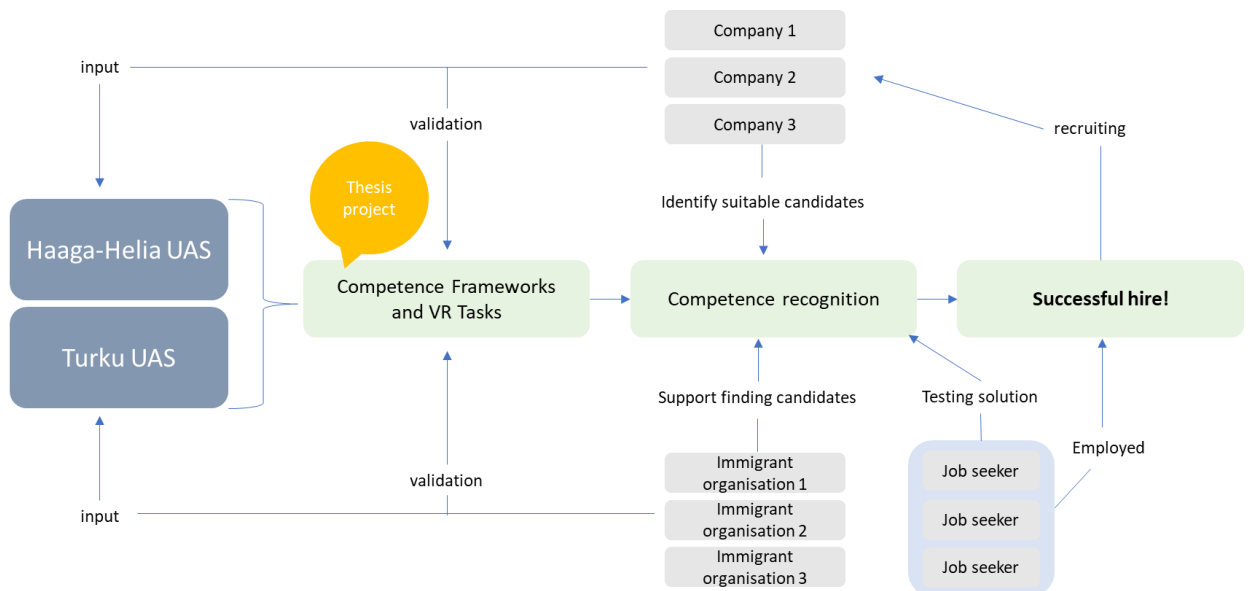 Company 1
input
Company 2
validation
Company 3
recruiting
Thesis
project
Identify suitable candidates
Haaga-Helia UAS
Competence Frameworks
and VR Tasks
Competence recognition
Successful hire!
Turku UAS
Support finding candidates
Testing solution
Employed
Immigrant
organisation 1
Job seeker
validation
input
Immigrant
organisation 2
Job seeker
Immigrant
organisation 3
Job seeker